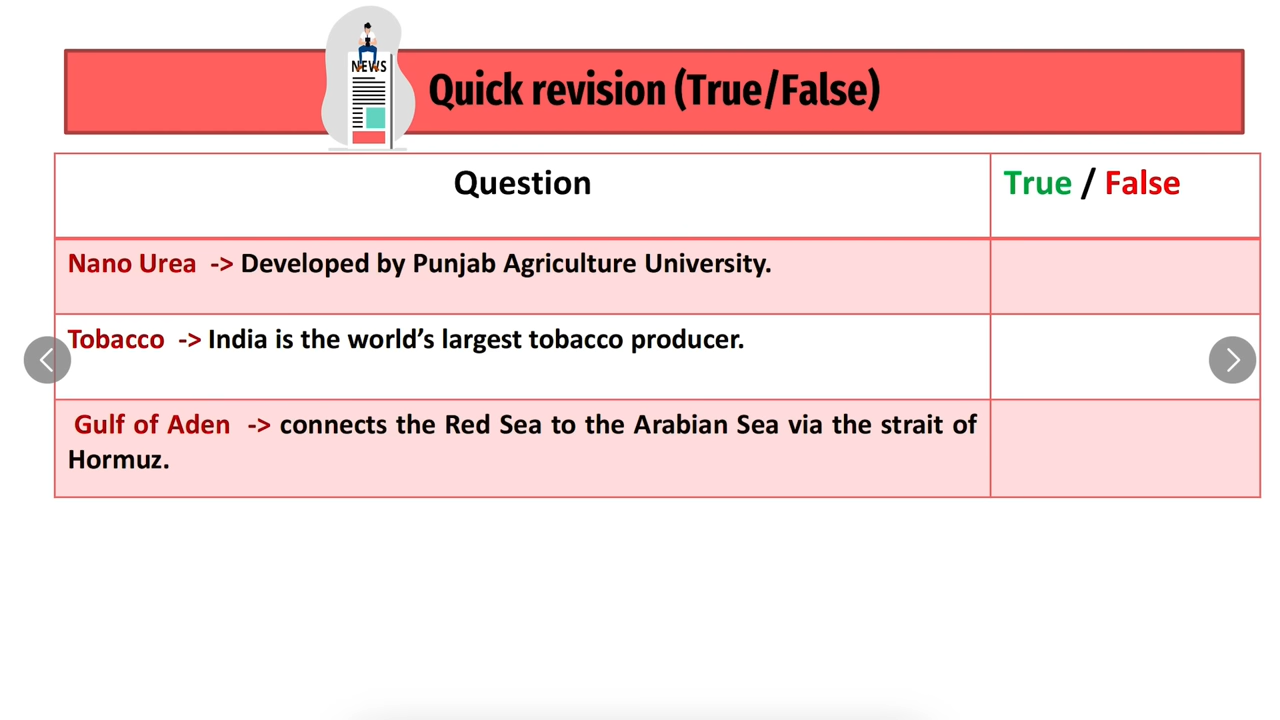 NEWS
Quick revision (True/False)
Question
True / False
Nano Urea -> Developed by Punjab Agriculture University.
Tobacco -> India is the world’s largest tobacco producer.
Gulf of Aden -> connects the Red Sea to the Arabian Sea via the strait of
Hormuz.